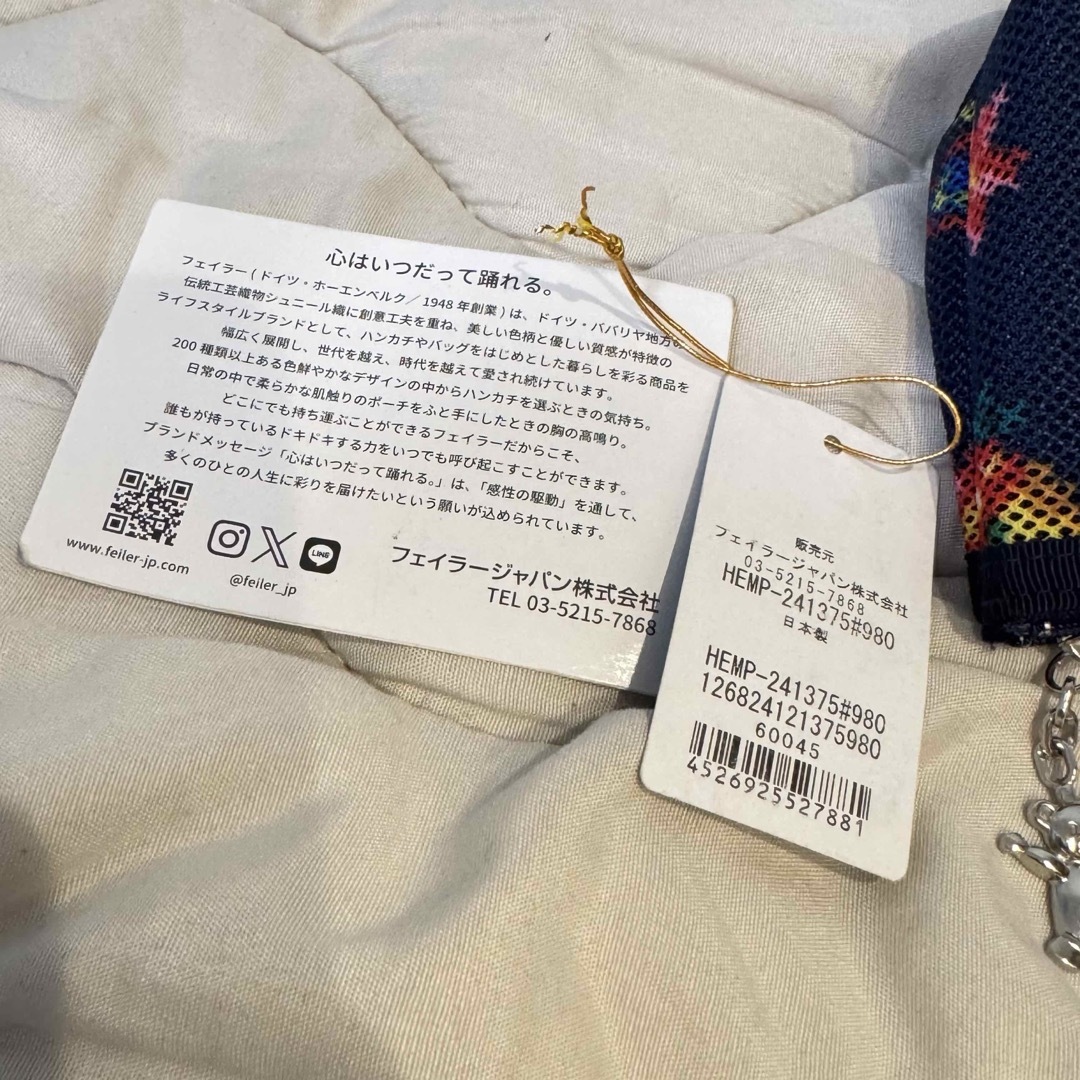 心はいつだって踊れる。
フェイラー(ドイツ・ホーエンベルク／1948年創業)は、ドイツ・ババリヤ地方の
伝統工芸織物シュニール織に創意工夫を重ね、美しい色柄と優しい質感が特徴の
ライフスタイルブランドとして、ハンカチやバッグをはじめとした暮らしを彩る商品を
幅広く展開し、世代を越え、時代を越えて愛され続けています。
200種類以上ある色鮮やかなデザインの中からハンカチを選ぶときの気持ち。
日常の中で柔らかな肌触りのポーチをふと手にしたときの胸の高鳴り。
どこにでも持ち運ぶことができるフェイラーだからこそ、
誰もが持っているドキドキする力をいつでも呼び起こすことができます。
ブランドメッセージ「心はいつだって踊れる。」は、「感性の駆動」を通して、
多くのひとの人生に彩りを届けたいという願いが込められています。
www.feiler-jp.com
LINE
@feiler_jp
フェイラージャパン株式会社
TEL 03-5215-7868
販売元
フェイラージャパン株式会社
03-5215-7868
HEMP-241375#980
日本製
HEMP-241375#980
126824121375980
60045
4526925527881